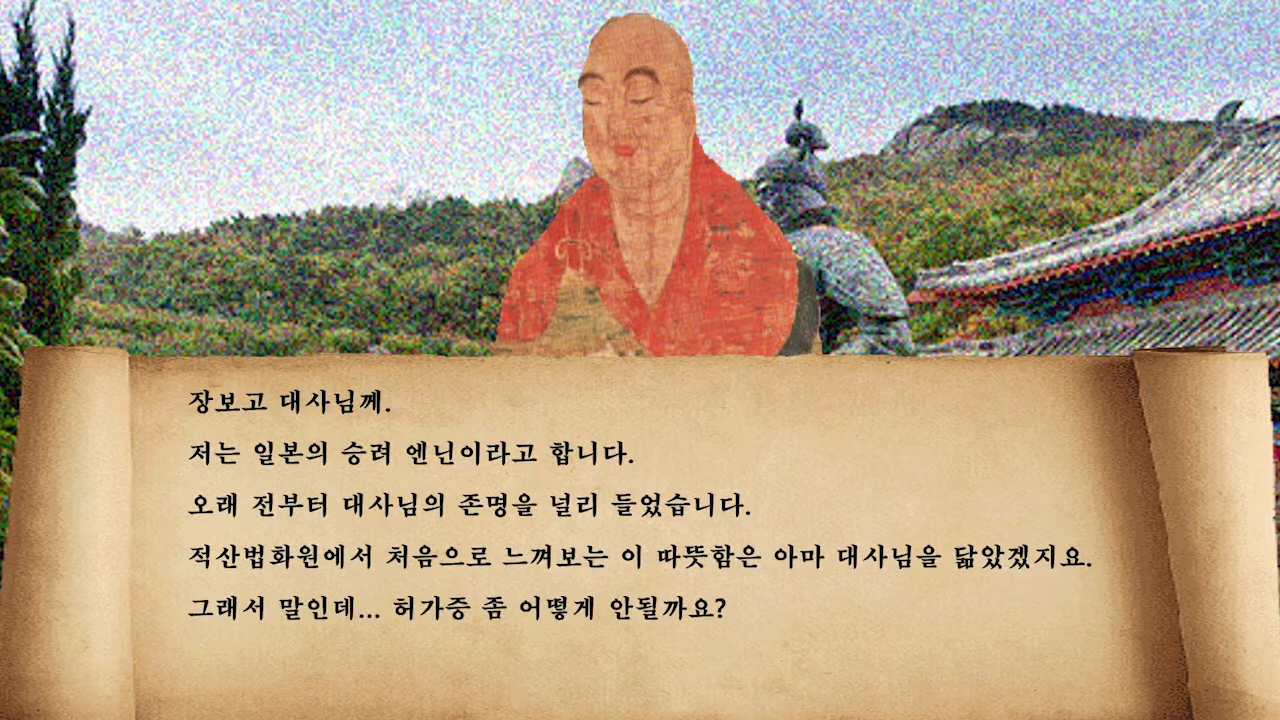 장보고 대사님께.
저는 일본의 승려 엔닌이라고 합니다.
오래 전부터 대사님의 존명을 널리 들었습니다.
적산법화원에서 처음으로 느껴보는 이 따뜻함은 아마 대사님을 닮았겠지요.
그래서 말인데... 허가증 좀 어떻게 안될까요?